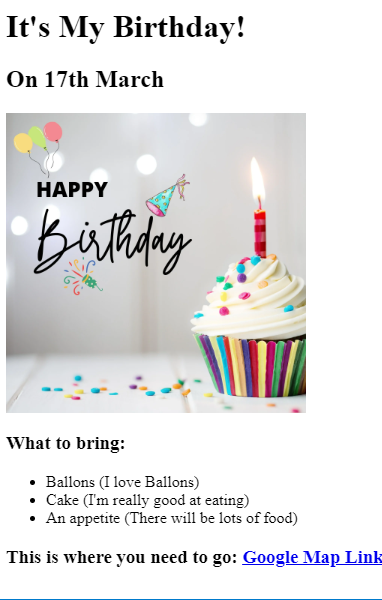 It's My Birthday!
On 17th March
HAPPY
Birthday
What to bring:
Ballons (I love Ballons)
Cake (I'm really good at eating)
An appetite (There will be lots of food)
This is where you need to go: Google Map Link